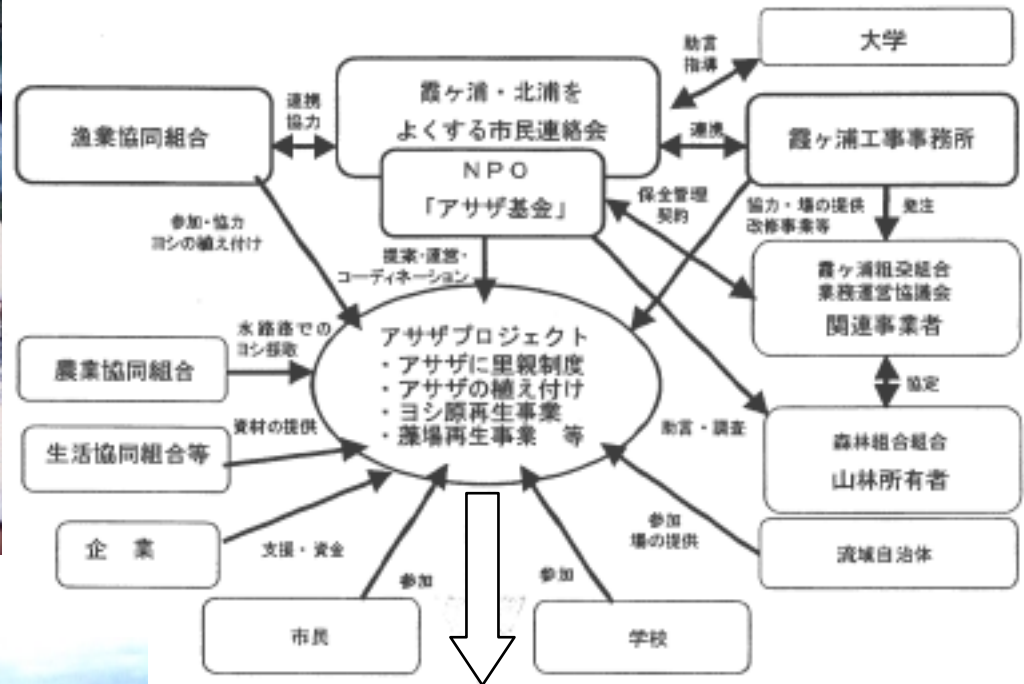 大学
助言
指導
霞ヶ浦・北浦を
よくする市民連絡会
漁業協同組合
連携
協力
連携
霞ヶ浦工事事務所
NPO
「アサザ基金」
保全管理
契約
協力・場の提供
改修事業等
発注
参加・協力
ヨシの植え付け
提案・運営・
コーディネーション
霞ヶ浦粗朶組合
業務運営協議会
関連事業者
水路路での
ヨシ採取
農業協同組合
アサザプロジェクト
・アサザに里親制度
・アサザの植え付け
・ヨシ原再生事業
・藻場再生事業 等
協定
資材の提供
生活協同組合等
助言・調査
森林組合組合
山林所有者
企 業
支援・資金
参加
場の提供
流域自治体
参加
参加
市民
学校